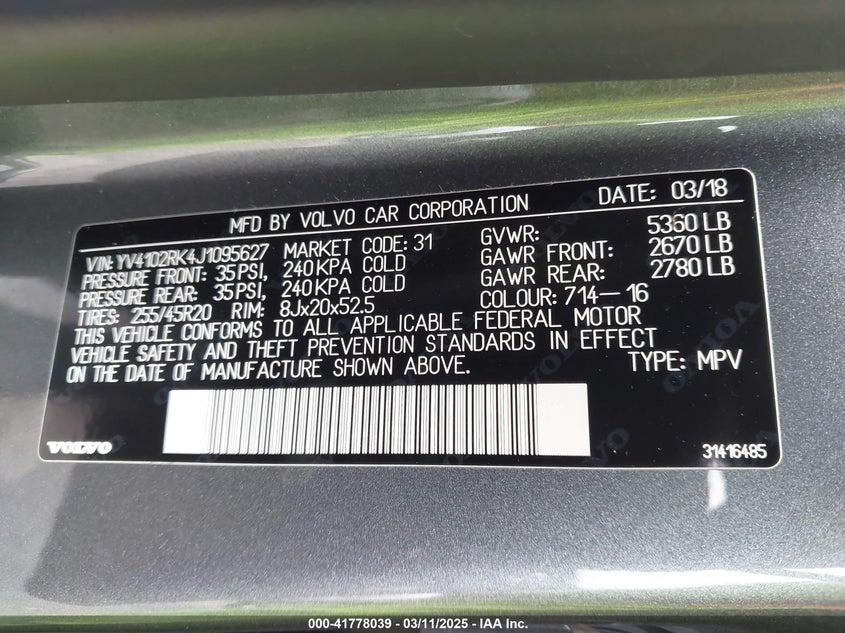 MFD BY VOLVO CAR CORPORATION DATE: 03/18
VIN: YV4102RK4J1095627 MARKET CODE: 31 GVWR: 5360 LB
PRESSURE FRONT: 35 PSI, 240 KPA COLD GAWR FRONT: 2670 LB
PRESSURE REAR: 35 PSI, 240 KPA COLD GAWR REAR: 2780 LB
TIRES: 255/45R20 RIM: 8Jx20x52.5 COLOUR: 714-16
THIS VEHICLE CONFORMS TO ALL APPLICABLE FEDERAL MOTOR
VEHICLE SAFETY AND THEFT PREVENTION STANDARDS IN EFFECT
ON THE DATE OF MANUFACTURE SHOWN ABOVE. TYPE: MPV
VOLVO 31416485
000-41778039 - 03/11/2025 - IAA Inc.